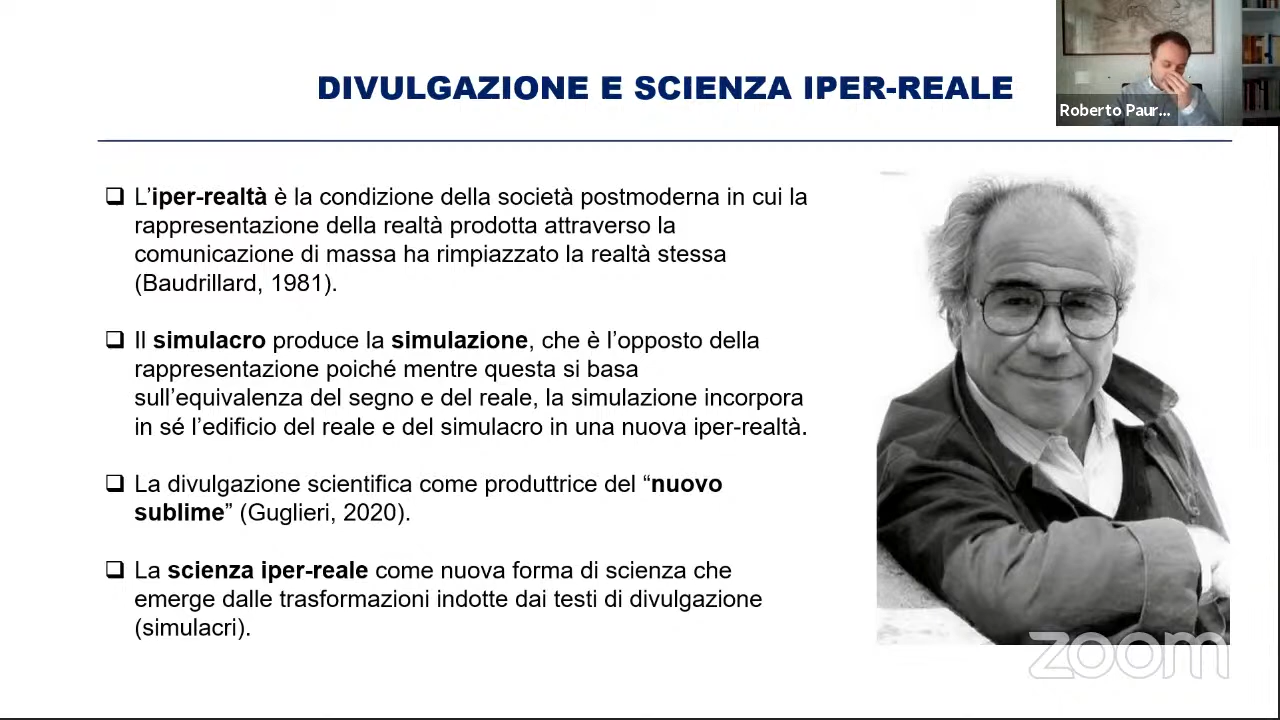 DIVULGAZIONE E SCIENZA IPER-REALE
Roberto Paur...
❑ L’iper-realtà è la condizione della società postmoderna in cui la
rappresentazione della realtà prodotta attraverso la
comunicazione di massa ha rimpiazzato la realtà stessa
(Baudrillard, 1981).
❑ Il simulacro produce la simulazione, che è l’opposto della
rappresentazione poiché mentre questa si basa
sull’equivalenza del segno e del reale, la simulazione incorpora
in sé l’edificio del reale e del simulacro in una nuova iper-realtà.
❑ La divulgazione scientifica come produttrice del “nuovo
sublime” (Guglieri, 2020).
❑ La scienza iper-reale come nuova forma di scienza che
emerge dalle trasformazioni indotte dai testi di divulgazione
(simulacri).
zoom